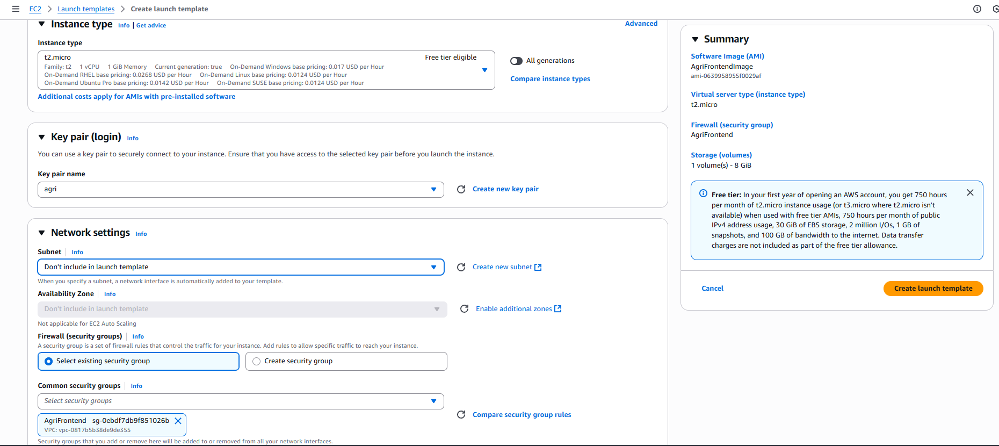 EC2 > Launch templates > Create launch template
Instance type Info | Get advice
Advanced
Instance type
t2.micro Free tier eligible
Family: t2 1 vCPU 1 GiB Memory Current generation: true On-Demand Windows base pricing: 0.017 USD per Hour
On-Demand RHEL base pricing: 0.0268 USD per Hour On-Demand Linux base pricing: 0.0124 USD per Hour
On-Demand Ubuntu Pro base pricing: 0.0142 USD per Hour On-Demand SUSE base pricing: 0.0124 USD per Hour
All generations
Compare instance types
Additional costs apply for AMIs with pre-installed software
Key pair (login) Info
You can use a key pair to securely connect to your instance. Ensure that you have access to the selected key pair before you launch the instance.
Key pair name
agri
Create new key pair
Network settings Info
Subnet | Info
Don't include in launch template
Create new subnet
When you specify a subnet, a network interface is automatically added to your template.
Availability Zone | Info
Don't include in launch template
Enable additional zones
Not applicable for EC2 Auto Scaling
Firewall (security groups) | Info
A security group is a set of firewall rules that control the traffic for your instance. Add rules to allow specific traffic to reach your instance.
Select existing security group
Create security group
Common security groups | Info
Select security groups
AgriFrontend sg-0ebdf7db9f851026b
VPC: vpc-0817b5b38de9de355
Compare security group rules
Security groups that you add or remove here will be added to or removed from all your network interfaces.
Summary
Software Image (AMI)
AgriFrontendImage
ami-0639958955f0029af
Virtual server type (instance type)
t2.micro
Firewall (security group)
AgriFrontend
Storage (volumes)
1 volume(s) - 8 GiB
Free tier: In your first year of opening an AWS account, you get 750 hours
per month of t2.micro instance usage (or t3.micro where t2.micro isn't
available) when used with free tier AMIs, 750 hours per month of public
IPv4 address usage, 30 GiB of EBS storage, 2 million I/Os, 1 GB of
snapshots, and 100 GB of bandwidth to the internet. Data transfer
charges are not included as part of the free tier allowance.
Cancel
Create launch template